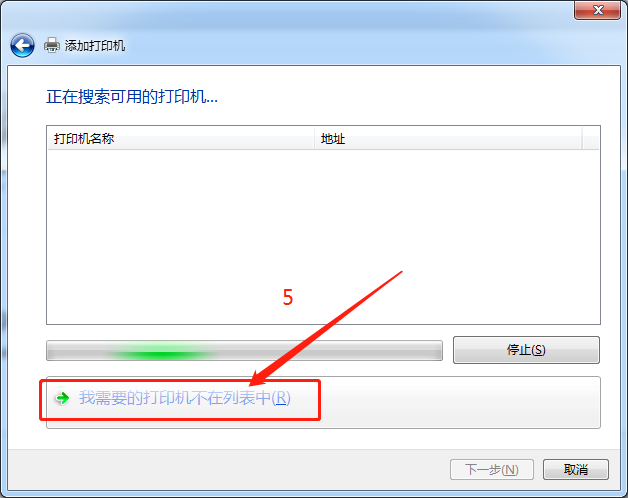 添加打印机
正在搜索可用的打印机...
打印机名称 地址
5
停止(S)
我需要的打印机不在列表中(R)
下一步(N) 取消